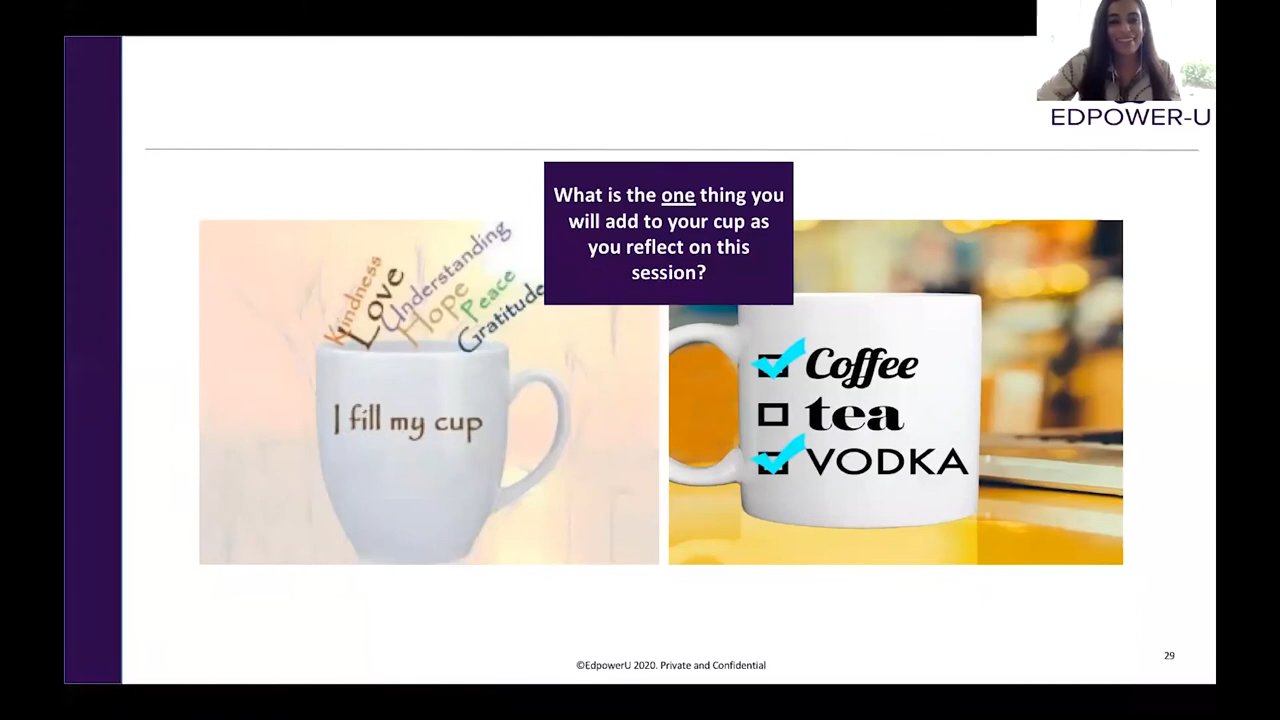 EDPOWER-U
What is the one thing you
will add to your cup as
you reflect on this
session?
Kindness
Love
Understanding
Hope
Peace
Gratitude
I fill my cup
Coffee
tea
VODKA
©EdpowerU 2020. Private and Confidential
29